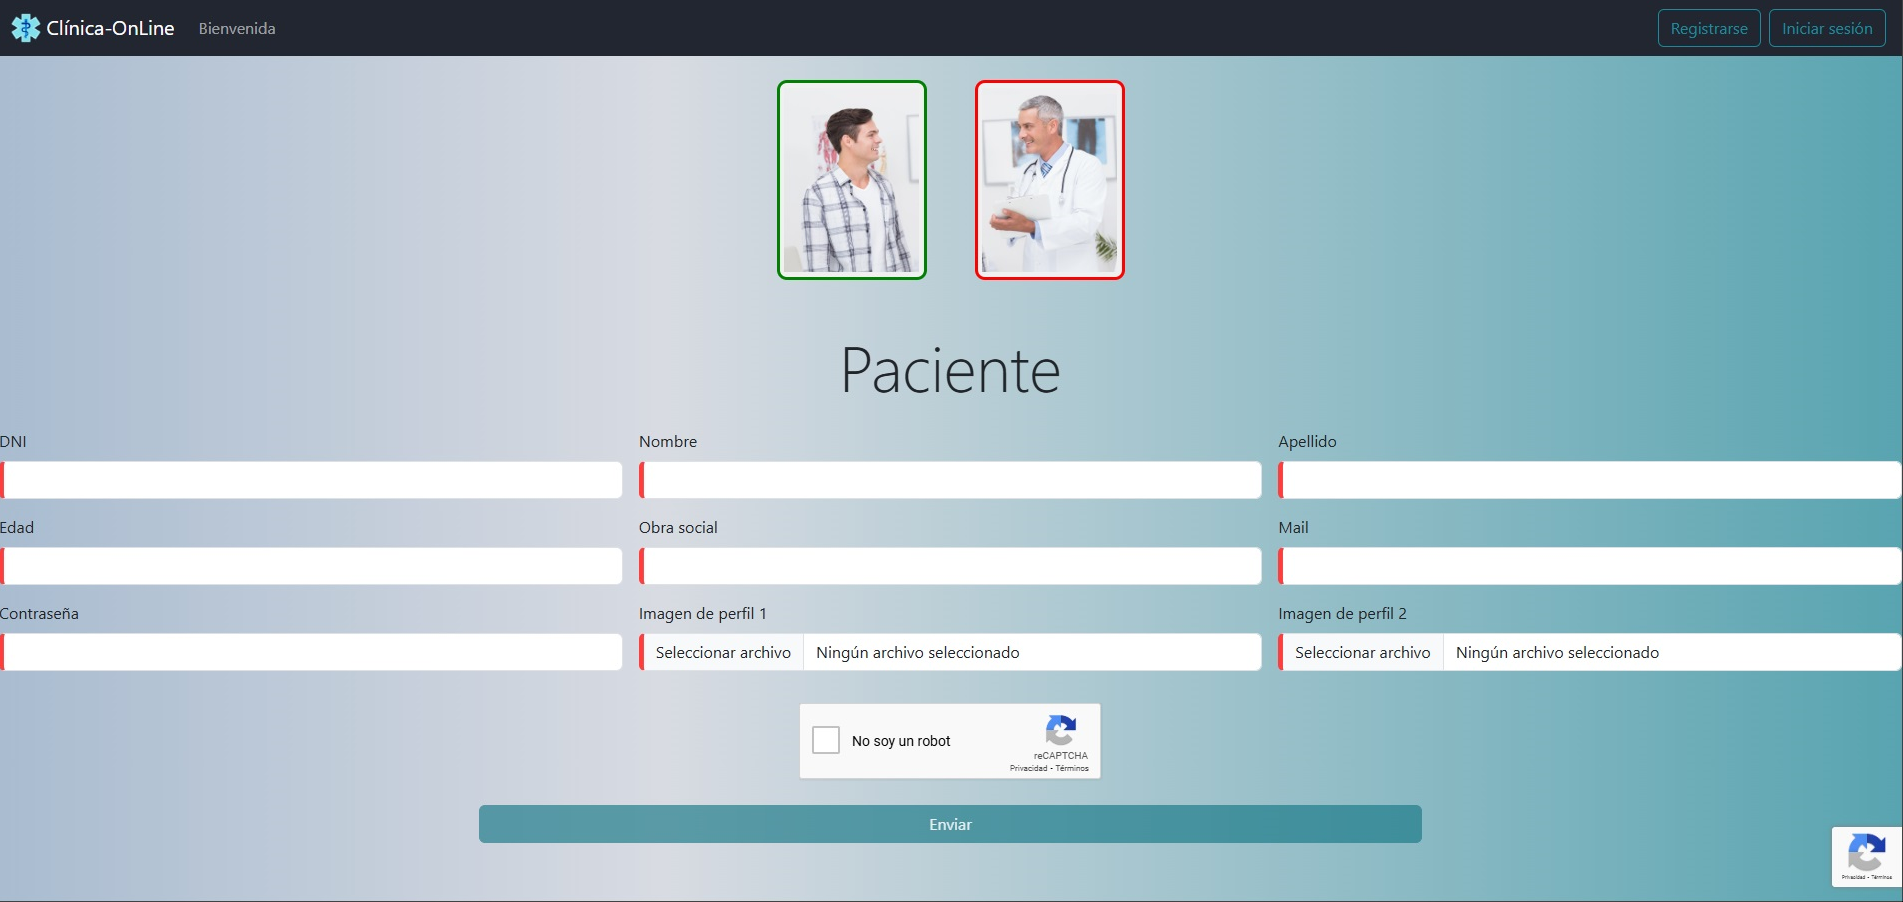 Clínica-OnLine Bienvenida Registrarse Iniciar sesión
Paciente
DNI Nombre Apellido
Edad Obra social Mail
Contraseña Imagen de perfil 1 Imagen de perfil 2
Seleccionar archivo Ningún archivo seleccionado Seleccionar archivo Ningún archivo seleccionado
No soy un robot
reCAPTCHA
Privacidad - Términos
Enviar
Privacidad - Términos